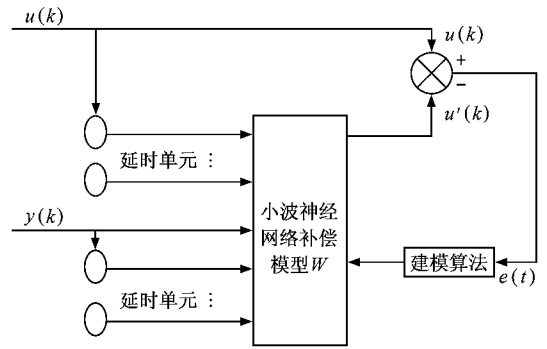 u(k)
u(k)
+
−
u′(k)
延时单元 ⋮
y(k)
小波神经
网络补偿
模型W
建模算法
e(t)
延时单元 ⋮